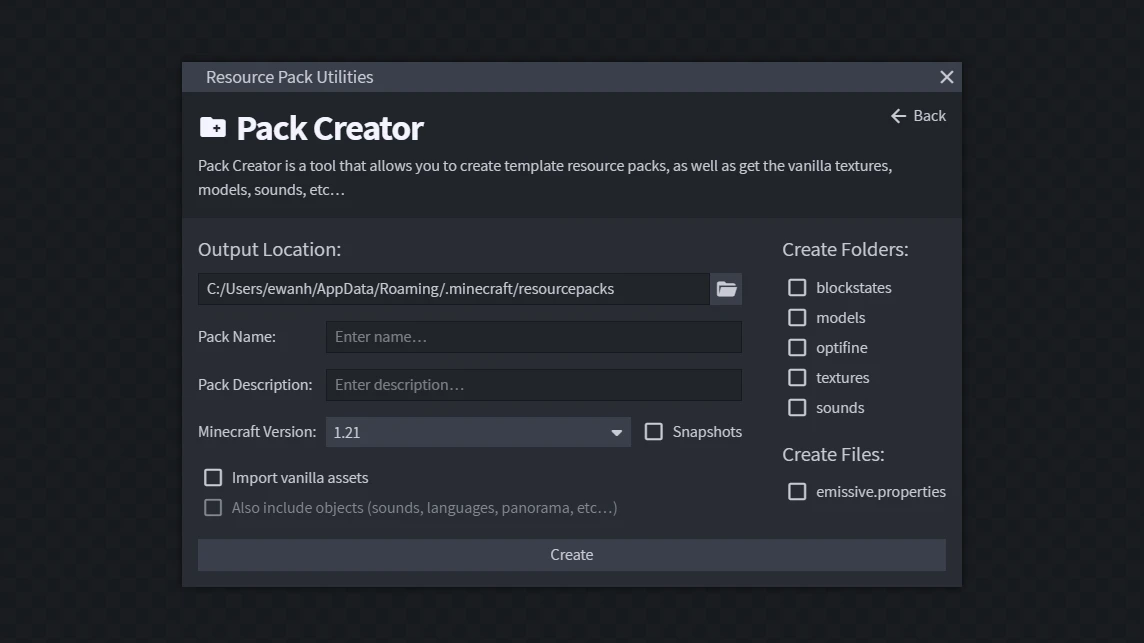 Resource Pack Utilities
Back
Pack Creator
Pack Creator is a tool that allows you to create template resource packs, as well as get the vanilla textures,
models, sounds, etc…
Output Location:
C:/Users/ewanh/AppData/Roaming/.minecraft/resourcepacks
Pack Name:
Enter name…
Pack Description:
Enter description…
Minecraft Version:
1.21
Snapshots
Import vanilla assets
Also include objects (sounds, languages, panorama, etc…)
Create Folders:
blockstates
models
optifine
textures
sounds
Create Files:
emissive.properties
Create